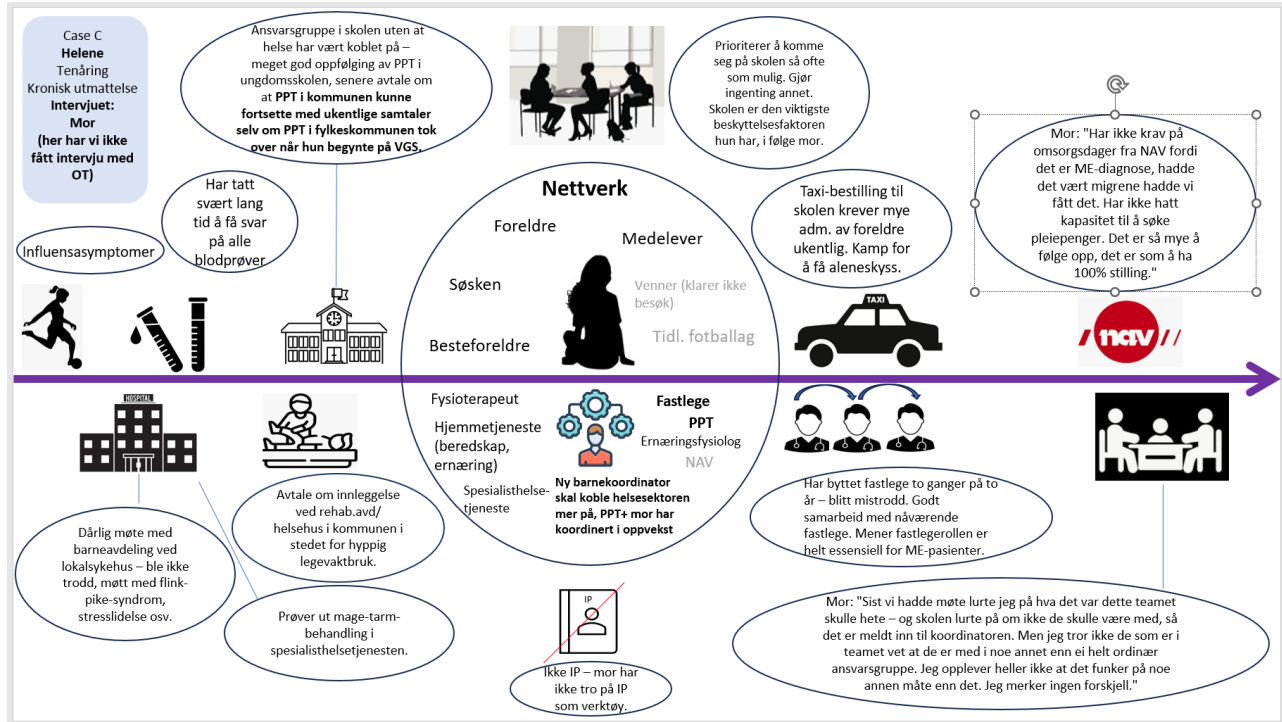 Case C
Helene
Tenåring
Kronisk utmattelse
Intervjuet:
Mor
(her har vi ikke
fått intervju med
OT)
Ansvarsgruppe i skolen uten at
helse har vært koblet på –
meget god oppfølging av PPT i
ungdomsskolen, senere avtale om
at PPT i kommunen kunne
fortsette med ukentlige samtaler
selv om PPT i fylkeskommunen tok
over når hun begynte på VGS.
Prioriterer å komme
seg på skolen så ofte
som mulig. Gjør
ingenting annet.
Skolen er den viktigste
beskyttelsesfaktoren
hun har, i følge mor.
Mor: "Har ikke krav på
omsorgsdager fra NAV fordi
det er ME-diagnose, hadde
det vært migrene hadde vi
fått det. Har ikke hatt
kapasitet til å søke
pleiepenger. Det er så mye å
følge opp, det er som å ha
100% stilling."
Har tatt
svært lang
tid å få svar
på alle
blodprøver
Influensasymptomer
Nettverk
Foreldre
Medelever
Søsken
Venner (klarer ikke
besøk)
Tidl. fotballag
Besteforeldre
Taxi-bestilling til
skolen krever mye
adm. av foreldre
ukentlig. Kamp for
å få aleneskyss.
TAXI
nav
HOSPITAL
Fysioterapeut
Hjemmetjeneste
(beredskap,
ernæring)
Spesialisthelse-
tjeneste
Fastlege
PPT
Ernæringsfysiolog
NAV
Ny barnekoordinator
skal koble helsesektoren
mer på, PPT+ mor har
koordinert i oppvekst
Dårlig møte med
barneavdeling ved
lokalsykehus – ble ikke
trodd, møtt med flink-
pike-syndrom,
stresslidelse osv.
Avtale om innleggelse
ved rehab.avd/
helsehus i kommunen i
stedet for hyppig
legevaktbruk.
Prøver ut mage-tarm-
behandling i
spesialisthelsetjenesten.
IP
Ikke IP – mor har
ikke tro på IP
som verktøy.
Har byttet fastlege to ganger på to
år – blitt mistrodd. Godt
samarbeid med nåværende
fastlege. Mener fastlegerollen er
helt essensiell for ME-pasienter.
Mor: "Sist vi hadde møte lurte jeg på hva det var dette teamet
skulle hete – og skolen lurte på om ikke de skulle være med, så
det er meldt inn til koordinatoren. Men jeg tror ikke de som er i
teamet vet at de er med i noe annet enn ei helt ordinær
ansvarsgruppe. Jeg opplever heller ikke at det funker på noe
annen måte enn det. Jeg merker ingen forskjell."